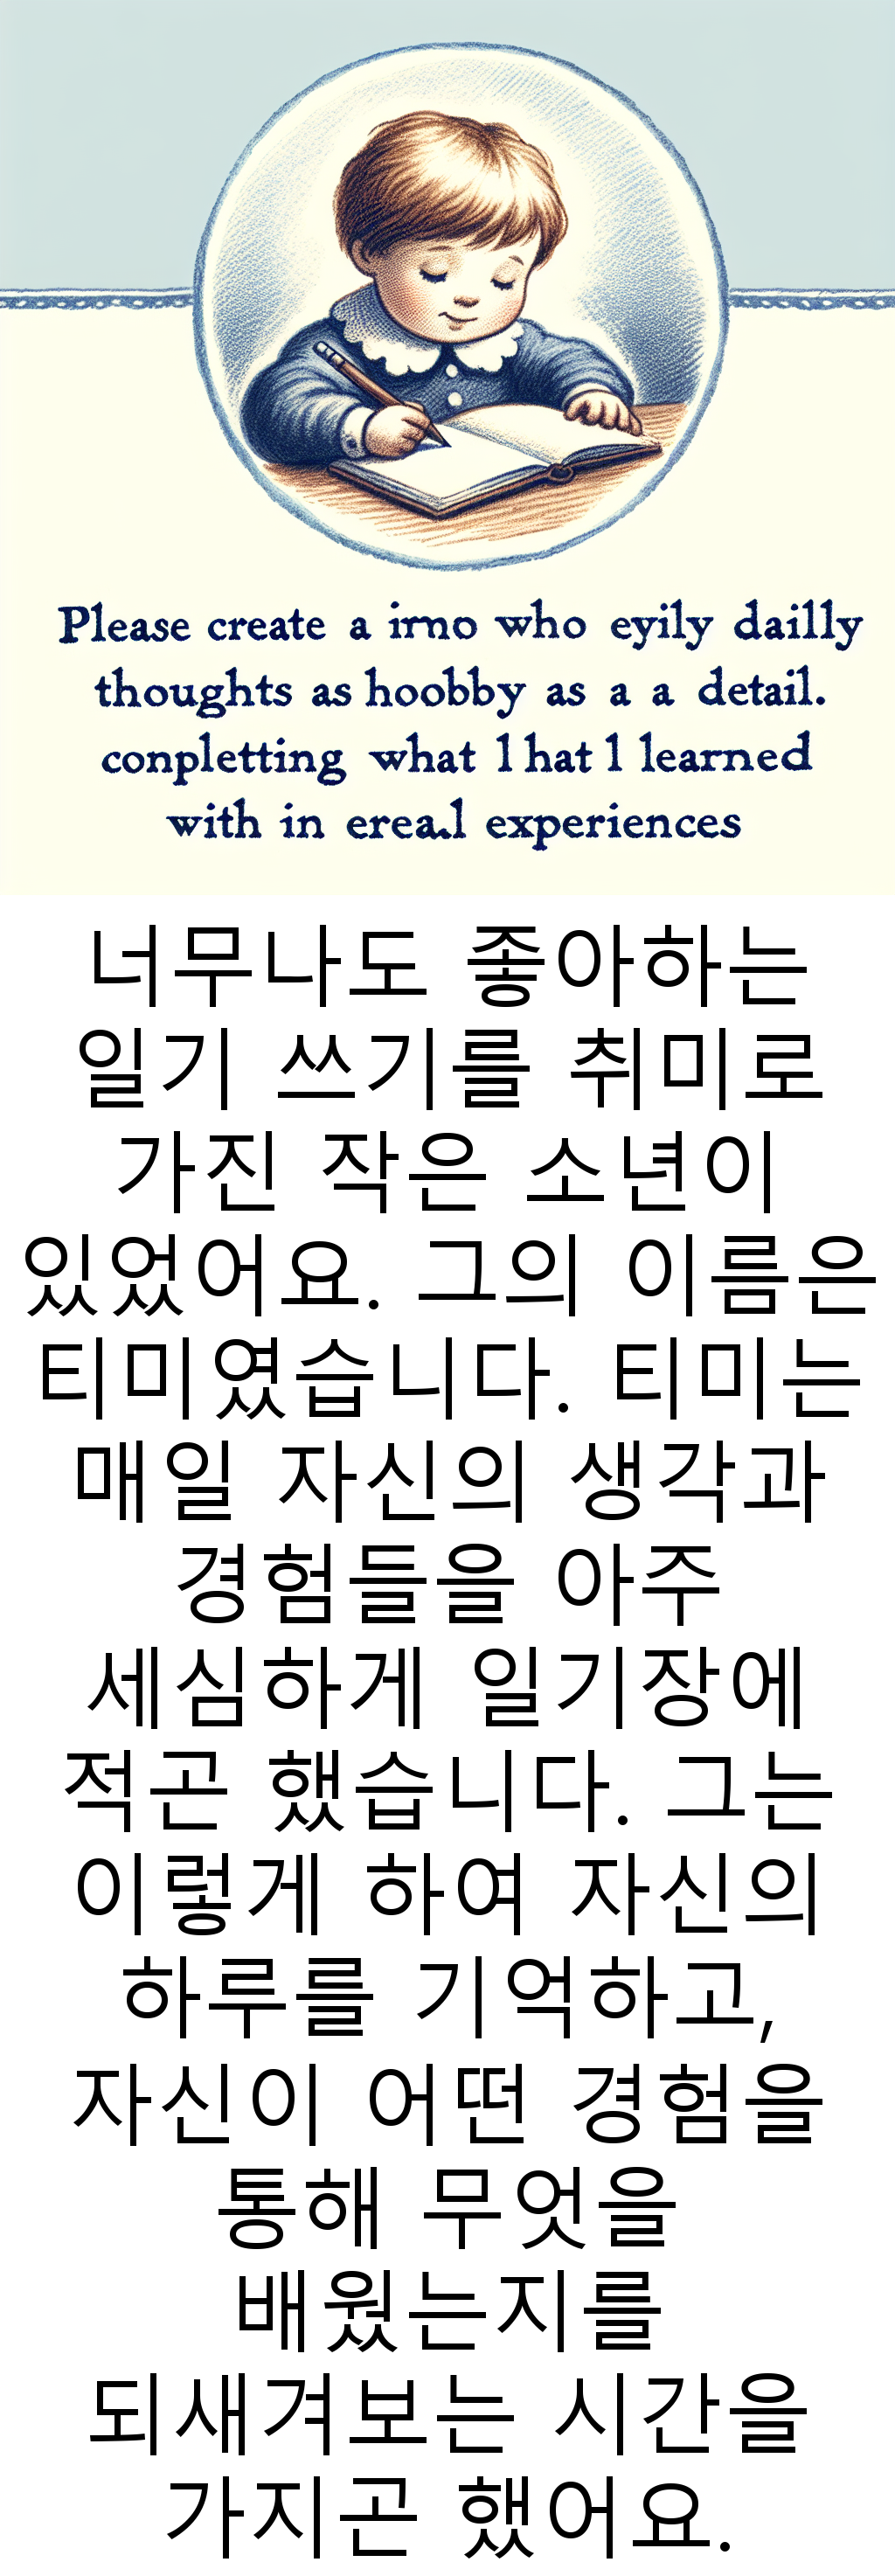 Please create a imo who eyily dailly
thoughts as hoobby as a a detail.
conpletting what 1 hat 1 learned
with in erea.l experiences
너무나도 좋아하는
일기 쓰기를 취미로
가진 작은 소년이
있었어요. 그의 이름은
티미였습니다. 티미는
매일 자신의 생각과
경험들을 아주
세심하게 일기장에
적곤 했습니다. 그는
이렇게 하여 자신의
하루를 기억하고,
자신이 어떤 경험을
통해 무엇을
배웠는지를
되새겨보는 시간을
가지곤 했어요.